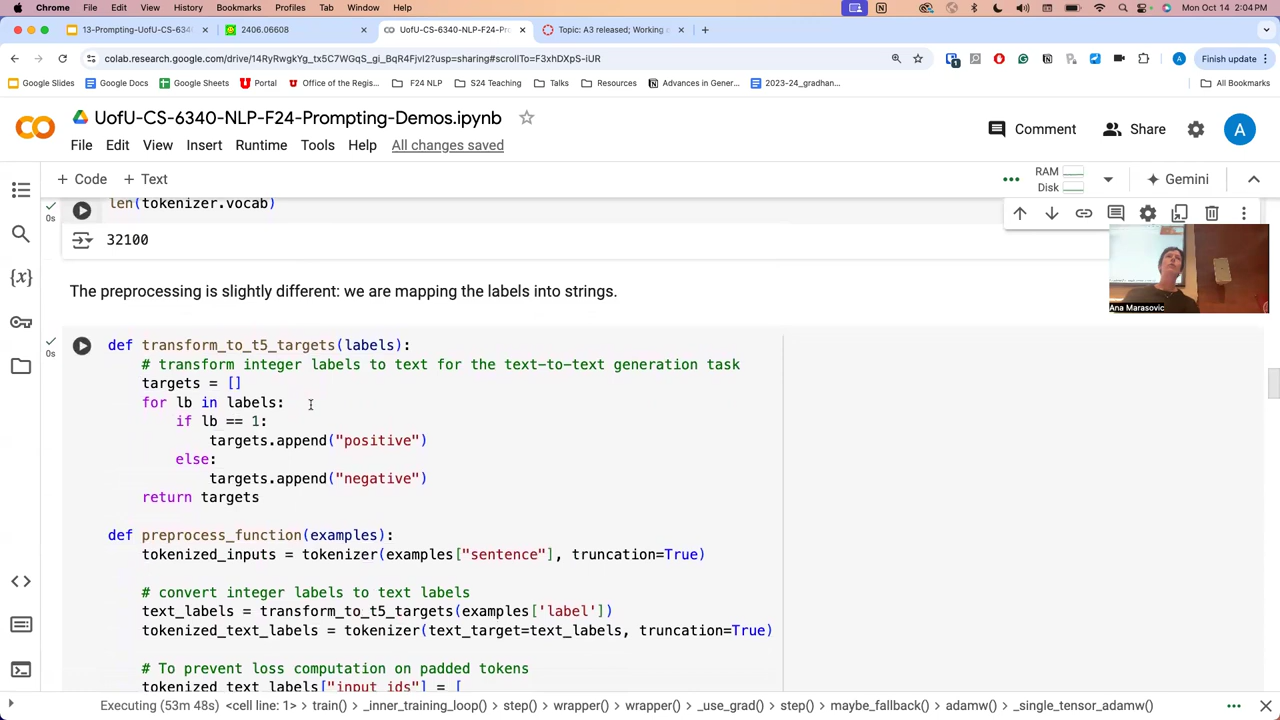 Chrome File Edit View History Bookmarks Profiles Tab Window Help Mon Oct 14 2:04 PM
13-Prompting-UofU-CS-6340- 2406.06608 UofU-CS-6340-NLP-F24-Pro Topic: A3 released; Working
colab.research.google.com/drive/14RyRwgkYq_tx5C7WGqS_gi_BqR4FjvI2?usp=sharing#scrollTo=F3xhDXpS-iUR Finish update
Google Slides Google Docs Google Sheets Portal Office of the Regis... F24 NLP S24 Teaching Talks Resources Advances in Gener... 2023-24_gradhan... All Bookmarks
UofU-CS-6340-NLP-F24-Prompting-Demos.ipynb
File Edit View Insert Runtime Tools Help All changes saved
Comment Share A
+ Code + Text RAM Disk Gemini
len(tokenizer.vocab)
0s
32100
Ana Marasovic
The preprocessing is slightly different: we are mapping the labels into strings.
0s
def transform_to_t5_targets(labels):
# transform integer labels to text for the text-to-text generation task
targets = []
for lb in labels:
if lb == 1:
targets.append("positive")
else:
targets.append("negative")
return targets
def preprocess_function(examples):
tokenized_inputs = tokenizer(examples["sentence"], truncation=True)
# convert integer labels to text labels
text_labels = transform_to_t5_targets(examples['label'])
tokenized_text_labels = tokenizer(text_target=text_labels, truncation=True)
# To prevent loss computation on padded tokens
tokenized_text_labels["input_ids"] = [
Executing (53m 48s) <cell line: 1> train() _inner_training_loop() step() wrapper() wrapper() _use_grad() step() maybe_fallback() adamw() _single_tensor_adamw()